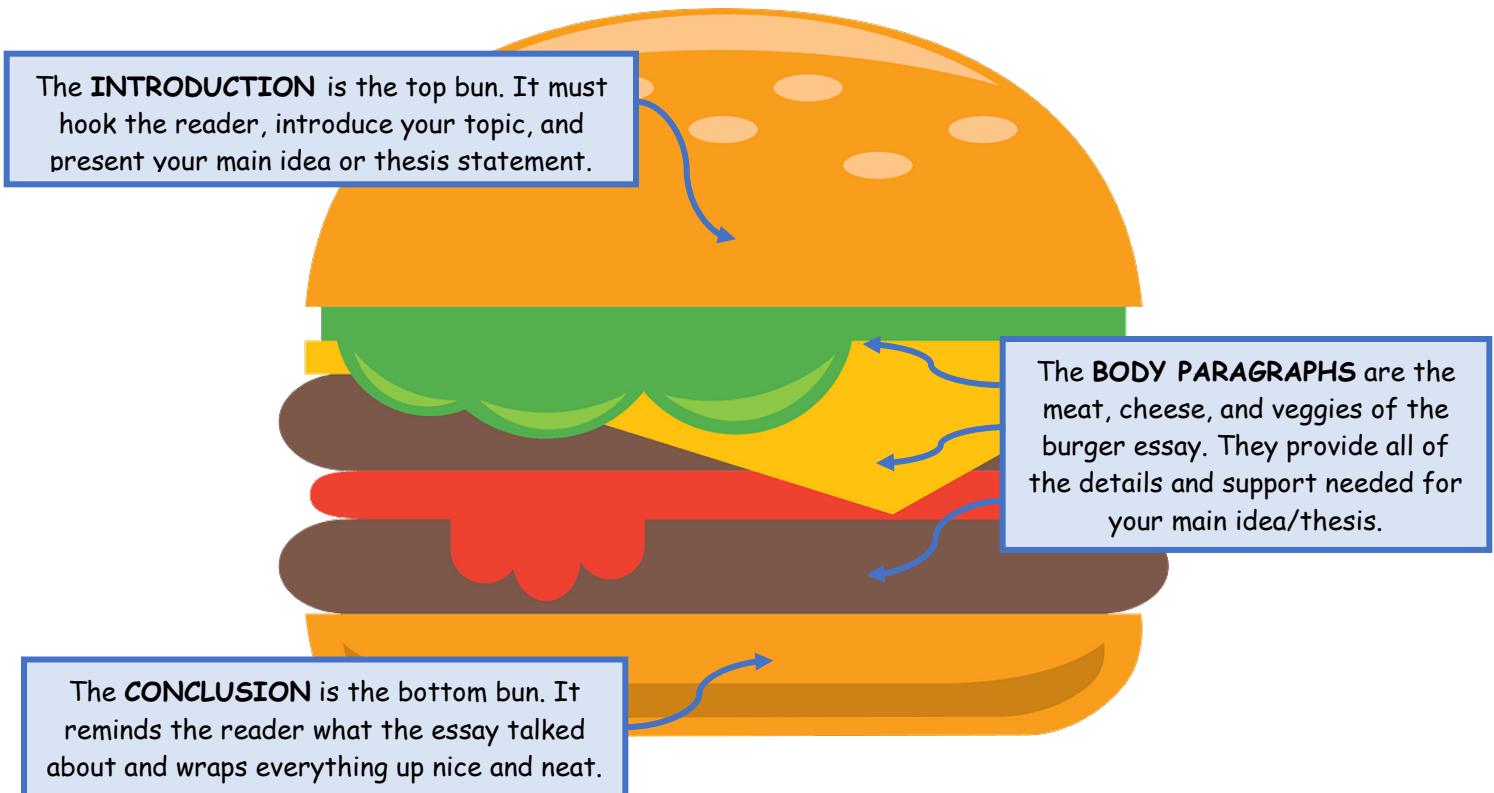 The INTRODUCTION is the top bun. It must
hook the reader, introduce your topic, and
present your main idea or thesis statement.
The BODY PARAGRAPHS are the
meat, cheese, and veggies of the
burger essay. They provide all of
the details and support needed for
your main idea/thesis.
The CONCLUSION is the bottom bun. It
reminds the reader what the essay talked
about and wraps everything up nice and neat.